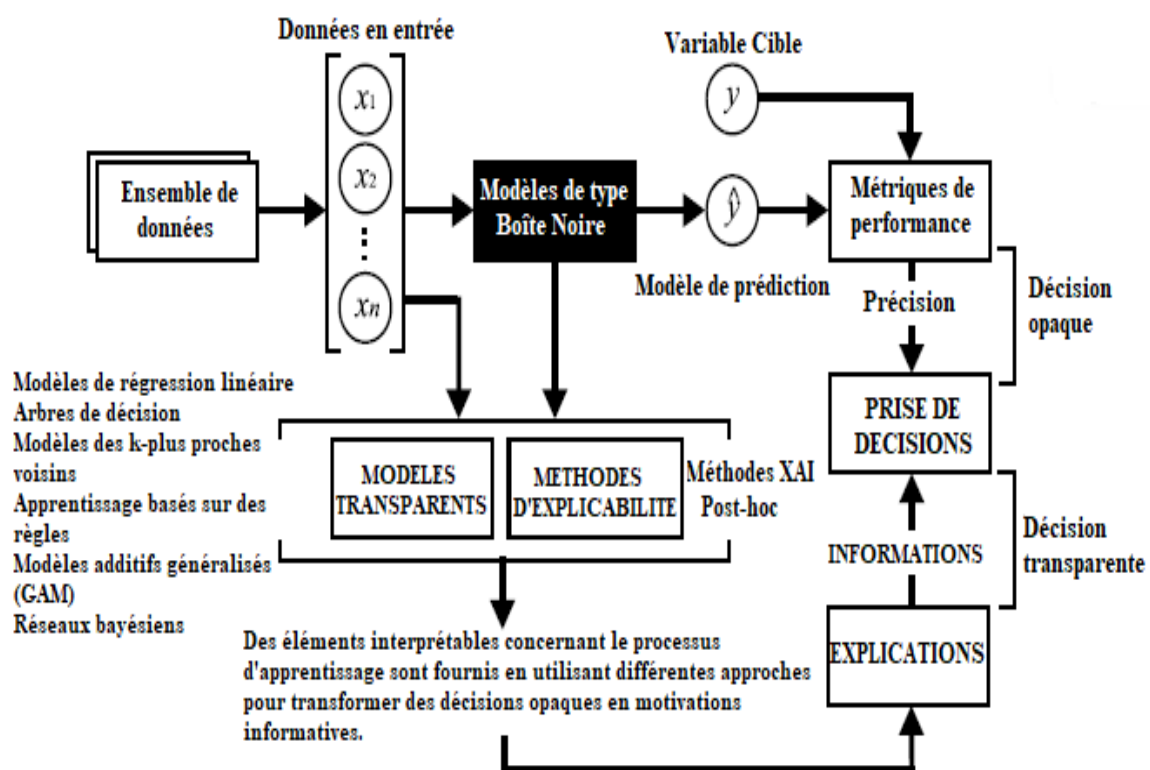 Données en entrée
Variable Cible
x1
x2
xn
y
ŷ
Ensemble de
données
Modèles de type
Boîte Noire
Métriques de
performance
Modèle de prédiction
Précision
Décision
opaque
PRISE DE
DECISIONS
Modèles de régression linéaire
Arbres de décision
Modèles des k-plus proches
voisins
Apprentissage basés sur des
règles
Modèles additifs généralisés
(GAM)
Réseaux bayésiens
MODELES
TRANSPARENTS
METHODES
D'EXPLICABILITE
Méthodes XAI
Post-hoc
INFORMATIONS
Décision
transparente
EXPLICATIONS
Des éléments interprétables concernant le processus
d'apprentissage sont fournis en utilisant différentes approches
pour transformer des décisions opaques en motivations
informatives.